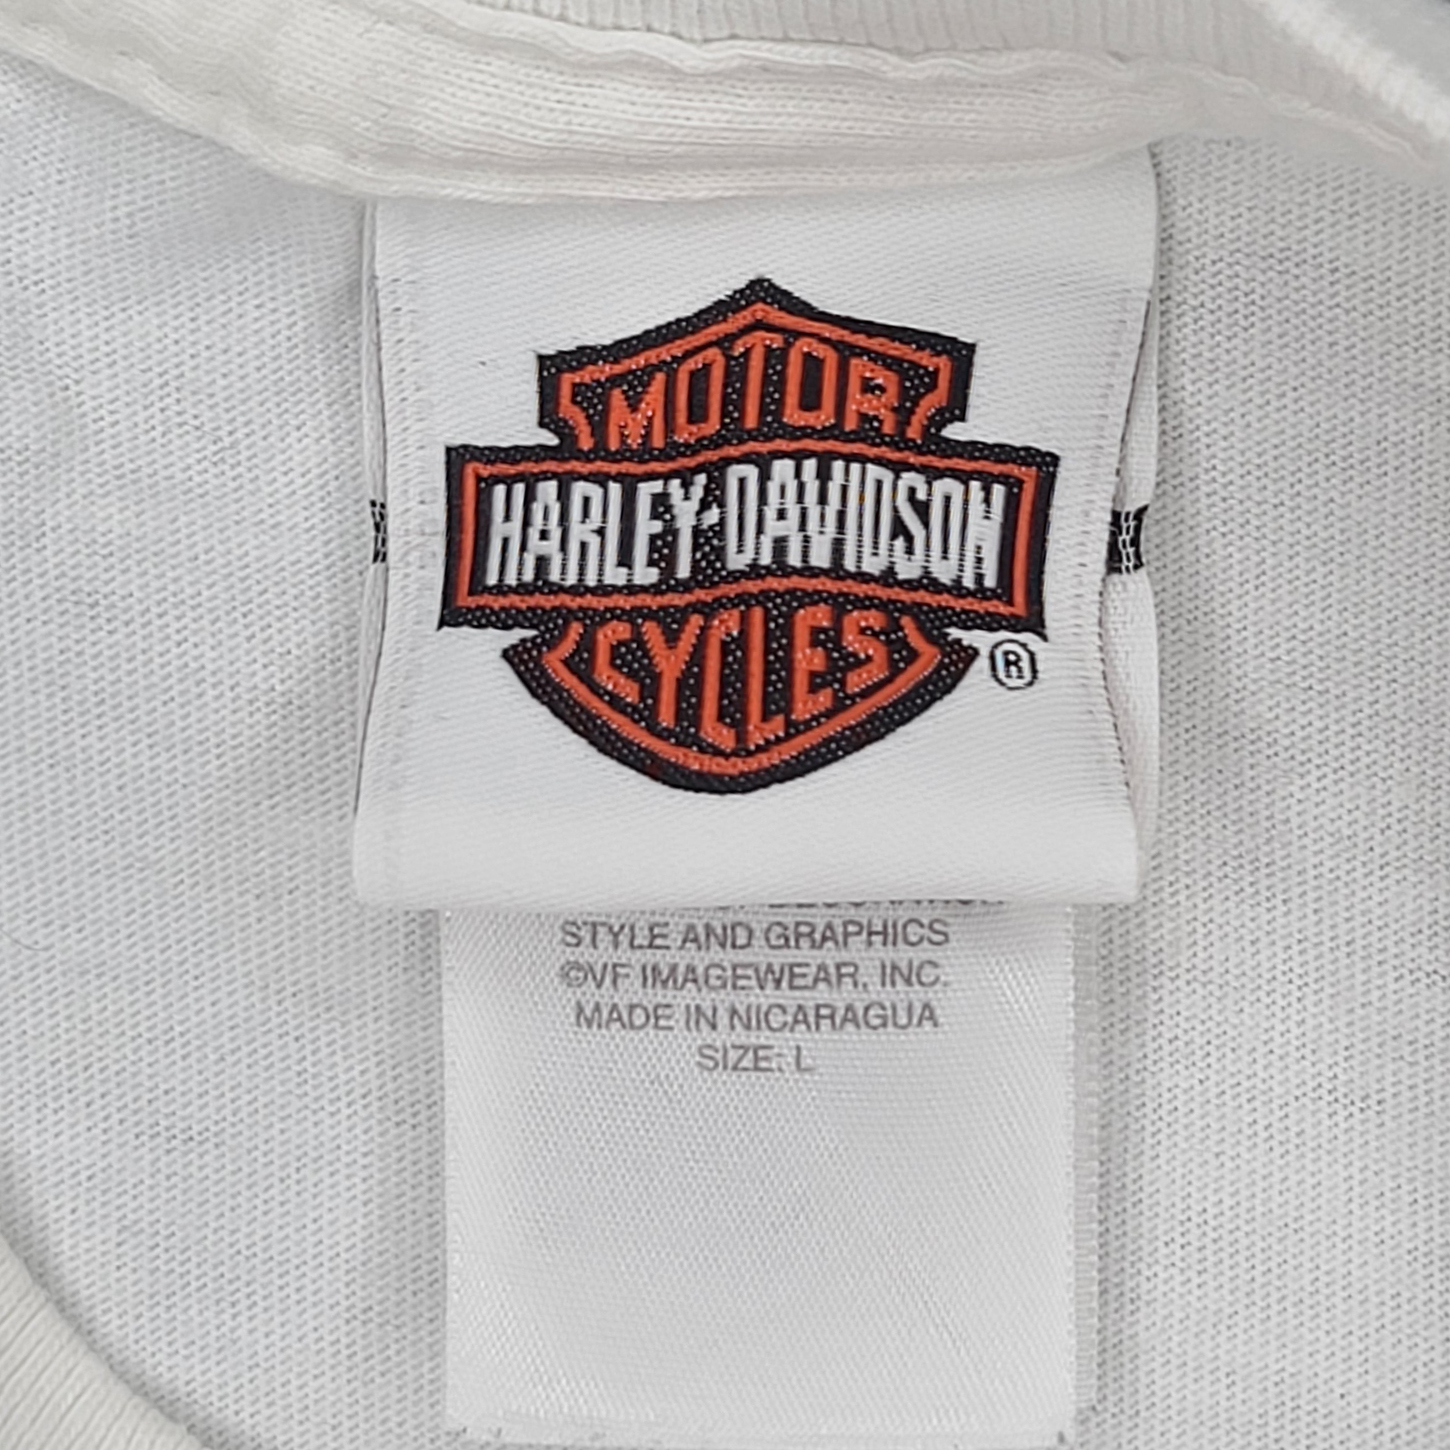 MOTOR
HARLEY-DAVIDSON
CYCLES
®
STYLE AND GRAPHICS
©VF IMAGEWEAR, INC.
MADE IN NICARAGUA
SIZE: L